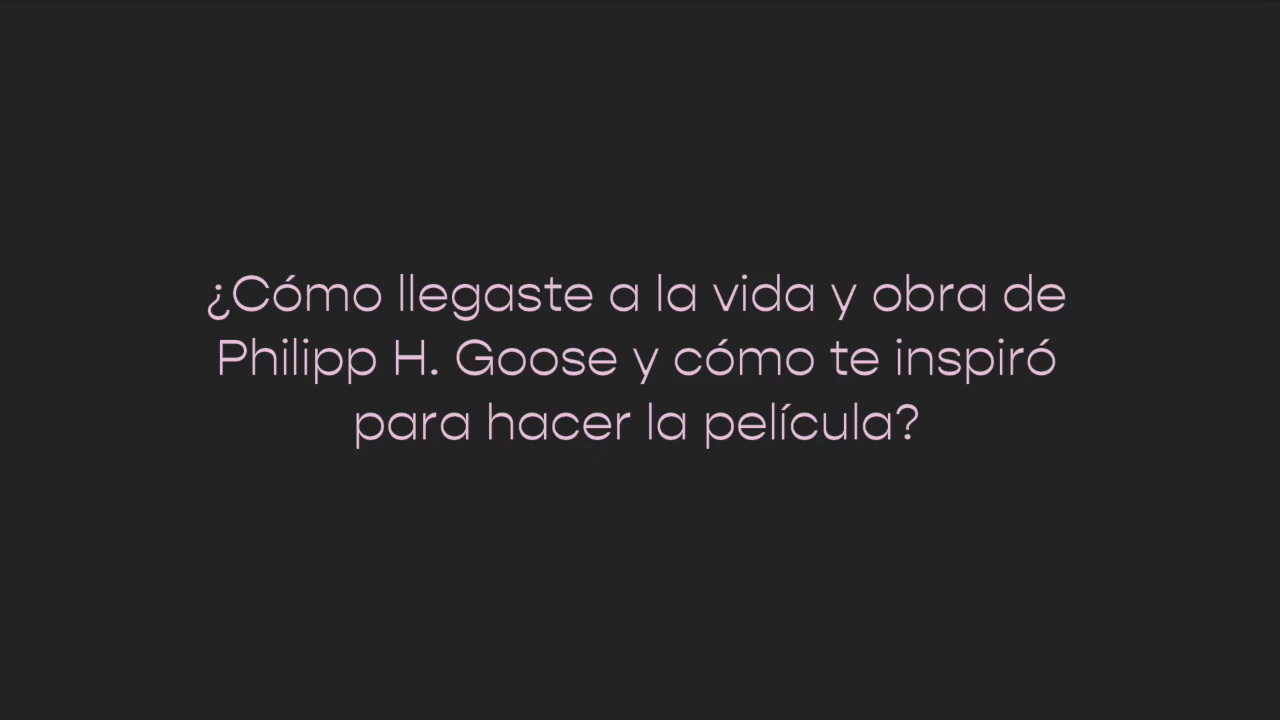 ¿Cómo llegaste a la vida y obra de
Philipp H. Goose y cómo te inspiró
para hacer la película?